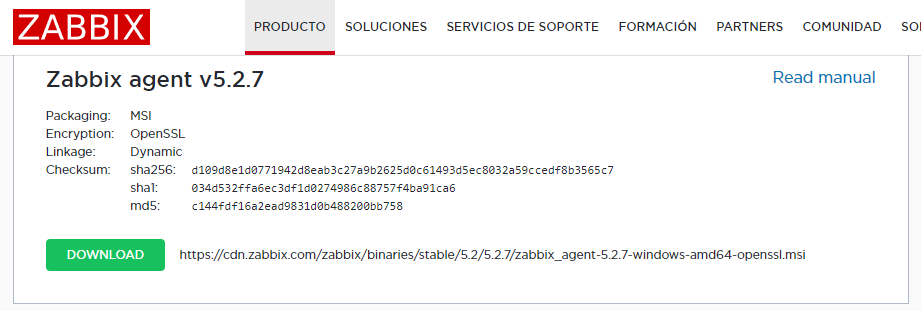 ZABBIX PRODUCTO SOLUCIONES SERVICIOS DE SOPORTE FORMACIÓN PARTNERS COMUNIDAD SO
Zabbix agent v5.2.7 Read manual
Packaging: MSI
Encryption: OpenSSL
Linkage: Dynamic
Checksum: sha256: d109d8e1d0771942d8eab3c27a9b2625d0c61493d5ec8032a59ccedf8b3565c7
sha1: 034d532ffa6ec3df1d0274986c88757f4ba91ca6
md5: c144fdf16a2ead9831d0b488200bb758
DOWNLOAD https://cdn.zabbix.com/zabbix/binaries/stable/5.2/5.2.7/zabbix_agent-5.2.7-windows-amd64-openssl.msi